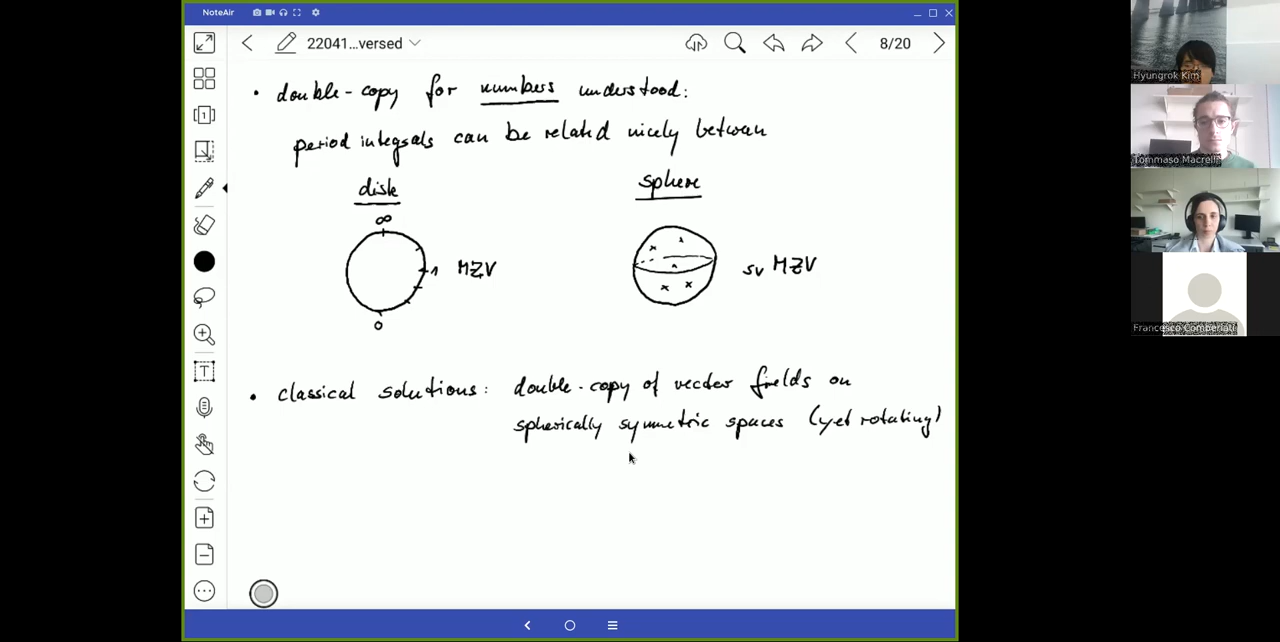 NoteAir
22041...versed
8/20
• double-copy for numbers understood:
period integrals can be related nicely between
disk
sphere
∞
1
MZV
sv MZV
0
• classical solutions: double-copy of vector fields on
spherically symmetric spaces (yet rotating)
Hyungrok Kim
Tommaso Macrelli
Francesco Comberiati